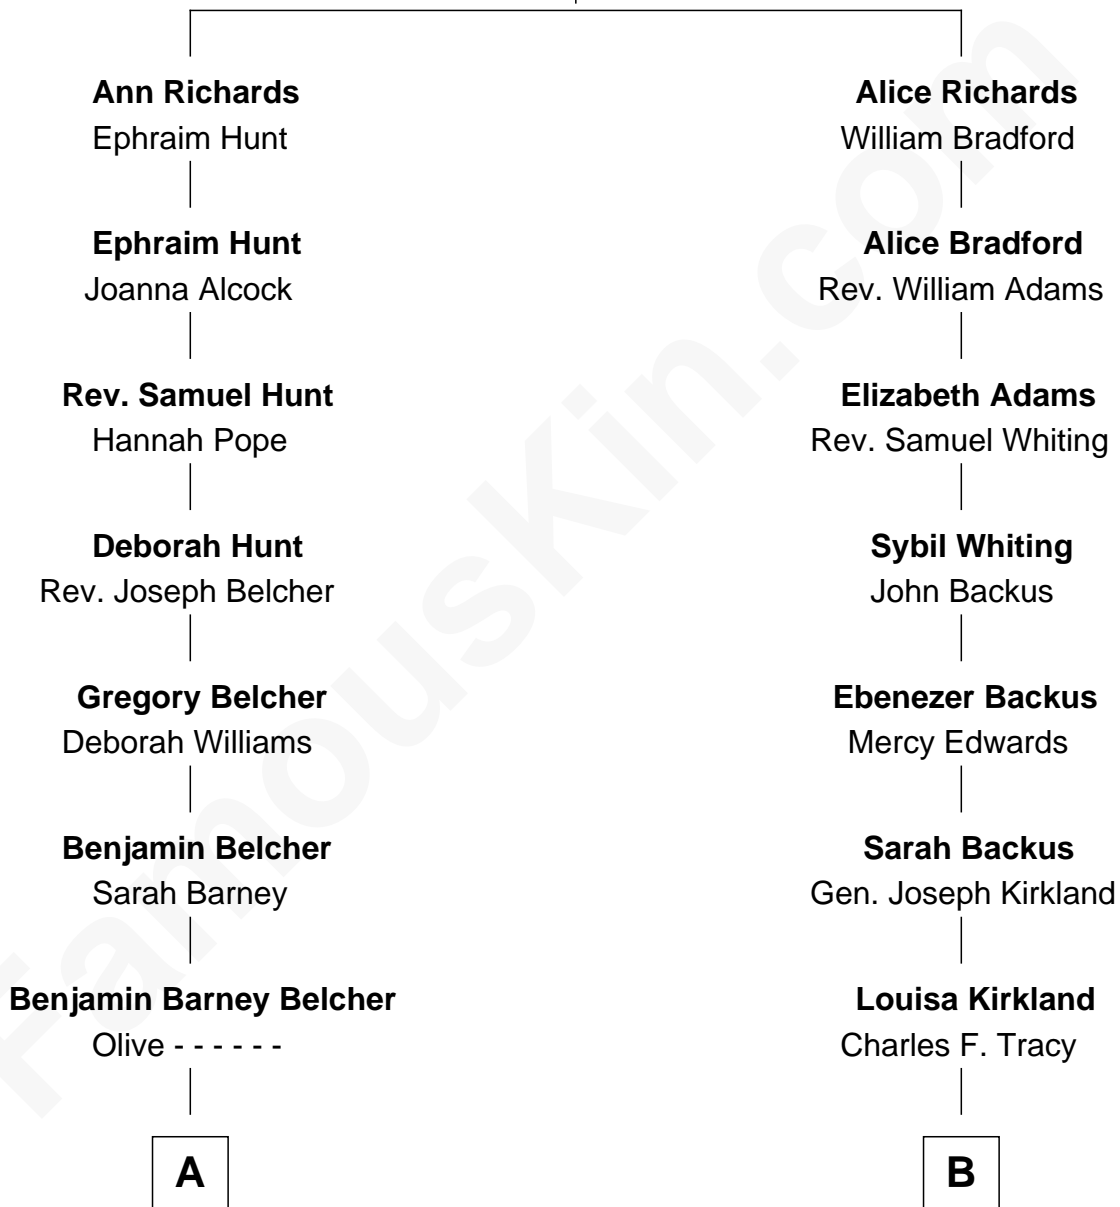 Ann Richards
Ephraim Hunt
Ephraim Hunt
Joanna Alcock
Rev. Samuel Hunt
Hannah Pope
Deborah Hunt
Rev. Joseph Belcher
Gregory Belcher
Deborah Williams
Benjamin Belcher
Sarah Barney
Benjamin Barney Belcher
Olive - - - - - -
A
Alice Richards
William Bradford
Alice Bradford
Rev. William Adams
Elizabeth Adams
Rev. Samuel Whiting
Sybil Whiting
John Backus
Ebenezer Backus
Mercy Edwards
Sarah Backus
Gen. Joseph Kirkland
Louisa Kirkland
Charles F. Tracy
B
FamousKin.com